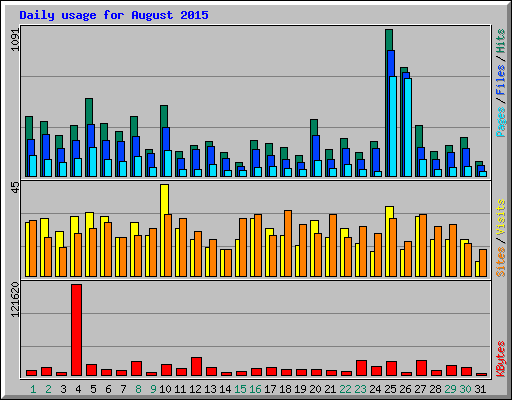 Daily usage for August 2015
1091
Pages / Files / Hits
45
Sites / Visits
121620
KBytes
1 2 3 4 5 6 7 8 9 10 11 12 13 14 15 16 17 18 19 20 21 22 23 24 25 26 27 28 29 30 31